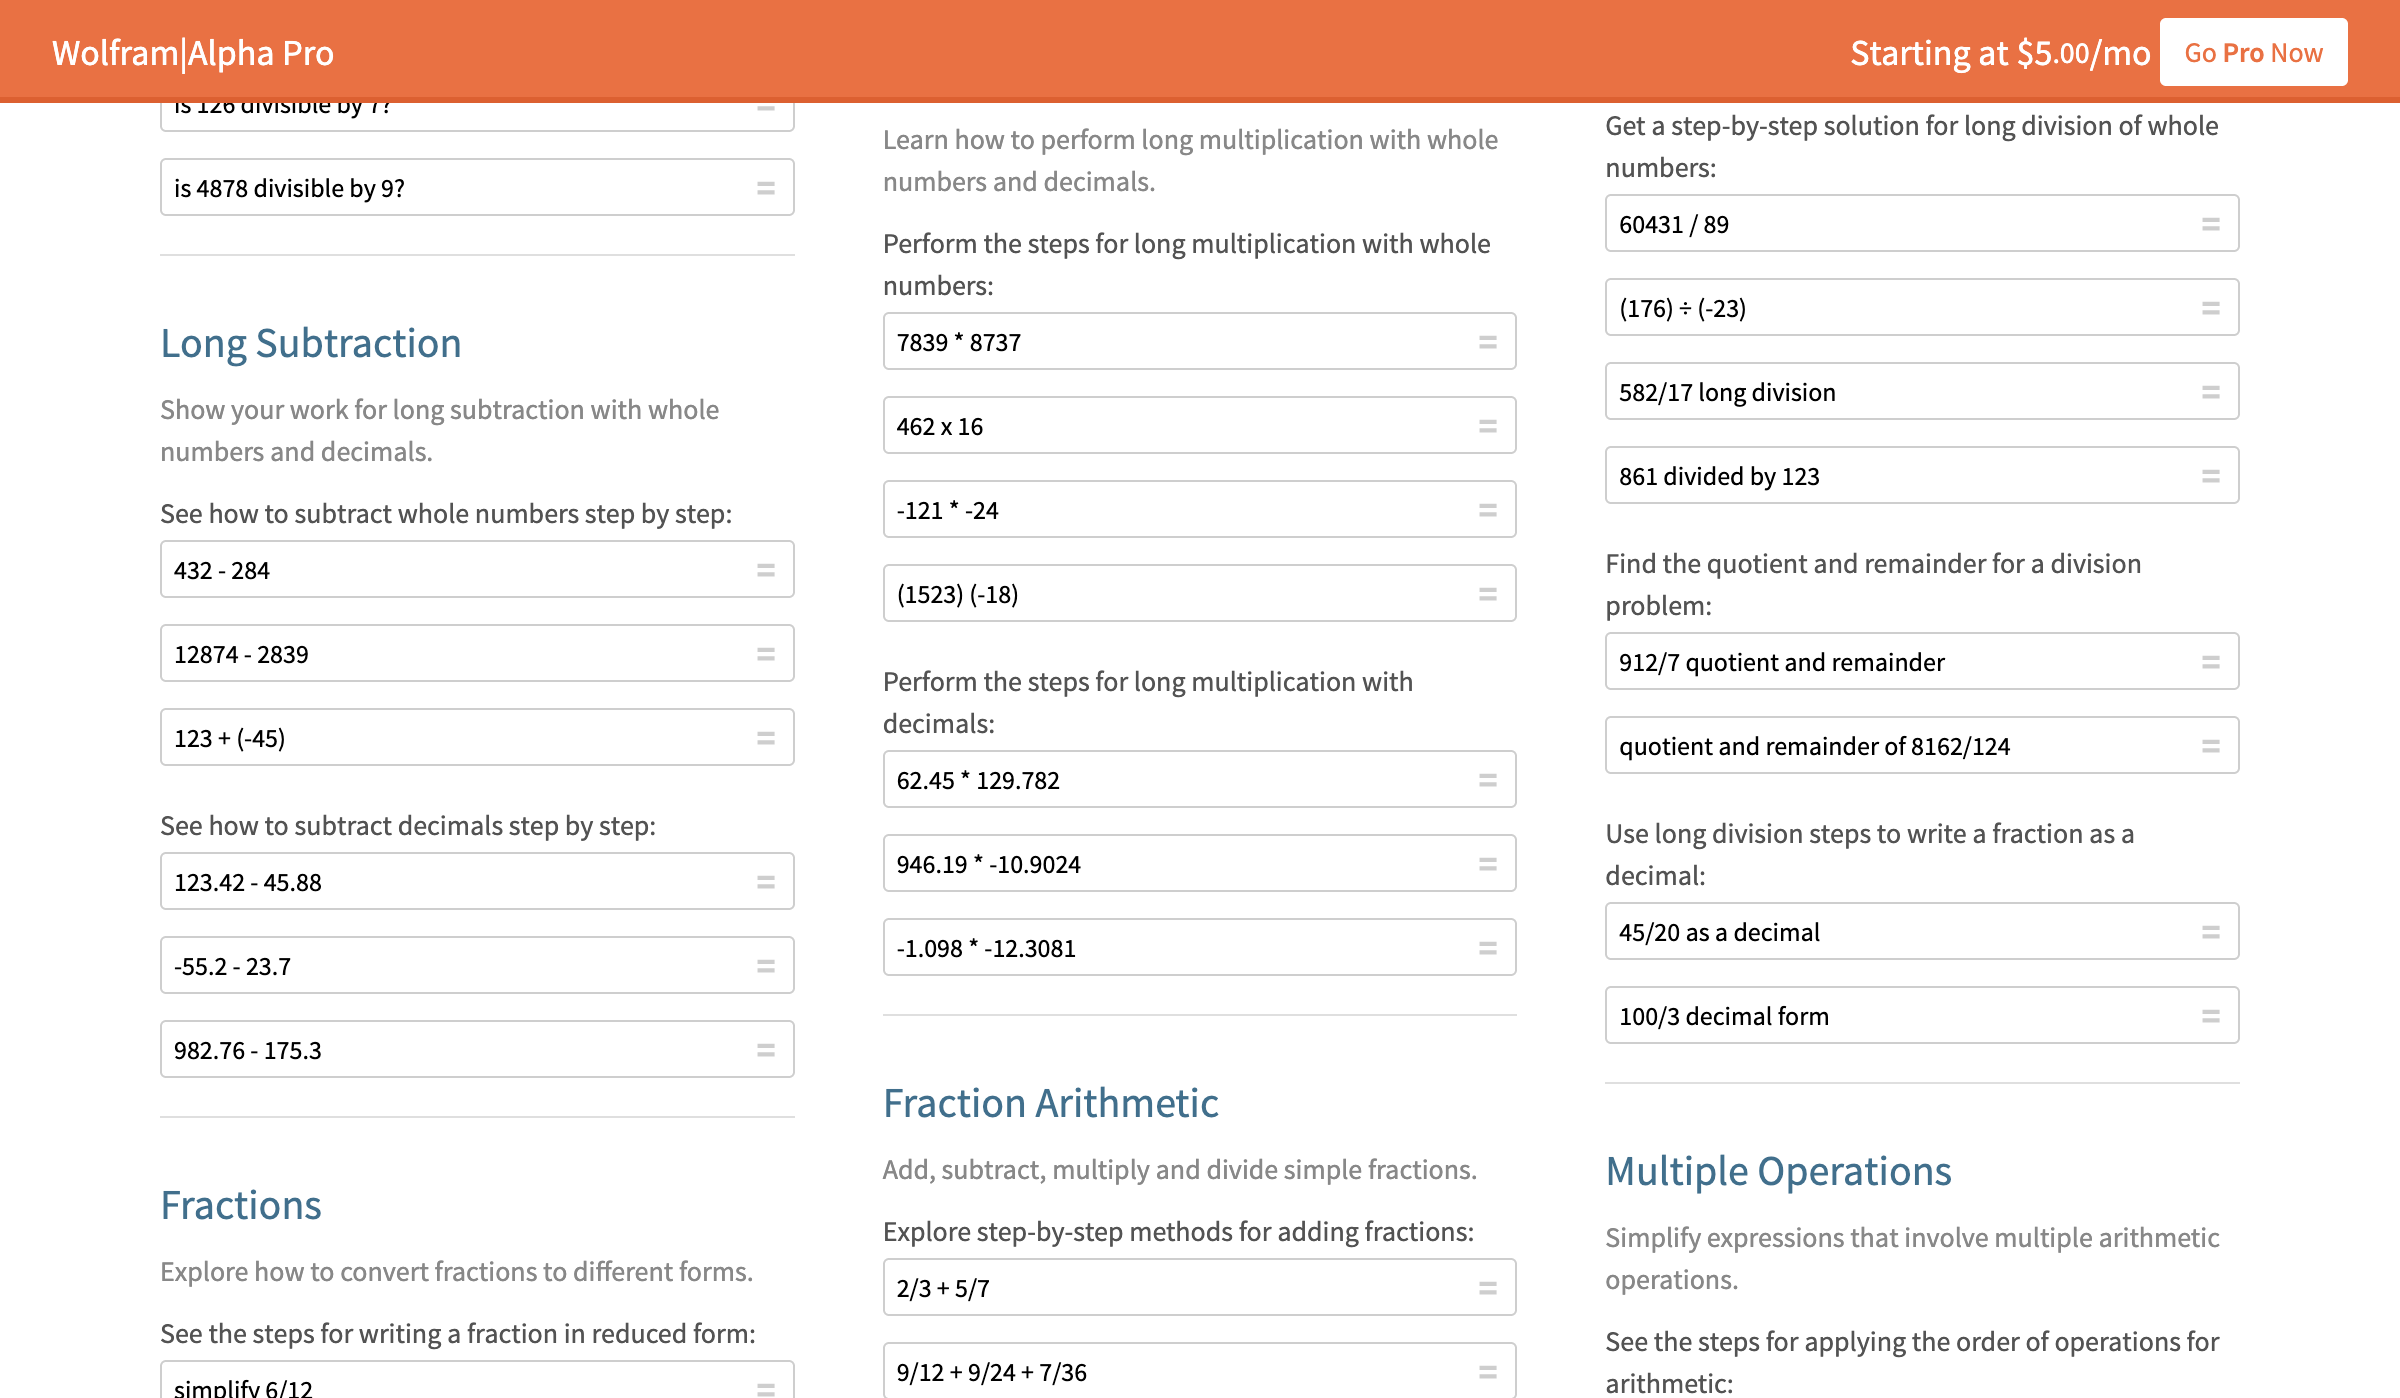 Wolfram|Alpha Pro
Starting at $5.00/mo
Go Pro Now
is 126 divisible by 7?
is 4878 divisible by 9?
Long Subtraction
Show your work for long subtraction with whole
numbers and decimals.
See how to subtract whole numbers step by step:
432 - 284
12874 - 2839
123 + (-45)
See how to subtract decimals step by step:
123.42 - 45.88
-55.2 - 23.7
982.76 - 175.3
Fractions
Explore how to convert fractions to different forms.
See the steps for writing a fraction in reduced form:
simplify 6/12
Learn how to perform long multiplication with whole
numbers and decimals.
Perform the steps for long multiplication with whole
numbers:
7839 * 8737
462 x 16
-121 * -24
(1523) (-18)
Perform the steps for long multiplication with
decimals:
62.45 * 129.782
946.19 * -10.9024
-1.098 * -12.3081
Fraction Arithmetic
Add, subtract, multiply and divide simple fractions.
Explore step-by-step methods for adding fractions:
2/3 + 5/7
9/12 + 9/24 + 7/36
Get a step-by-step solution for long division of whole
numbers:
60431 / 89
(176) ÷ (-23)
582/17 long division
861 divided by 123
Find the quotient and remainder for a division
problem:
912/7 quotient and remainder
quotient and remainder of 8162/124
Use long division steps to write a fraction as a
decimal:
45/20 as a decimal
100/3 decimal form
Multiple Operations
Simplify expressions that involve multiple arithmetic
operations.
See the steps for applying the order of operations for
arithmetic: